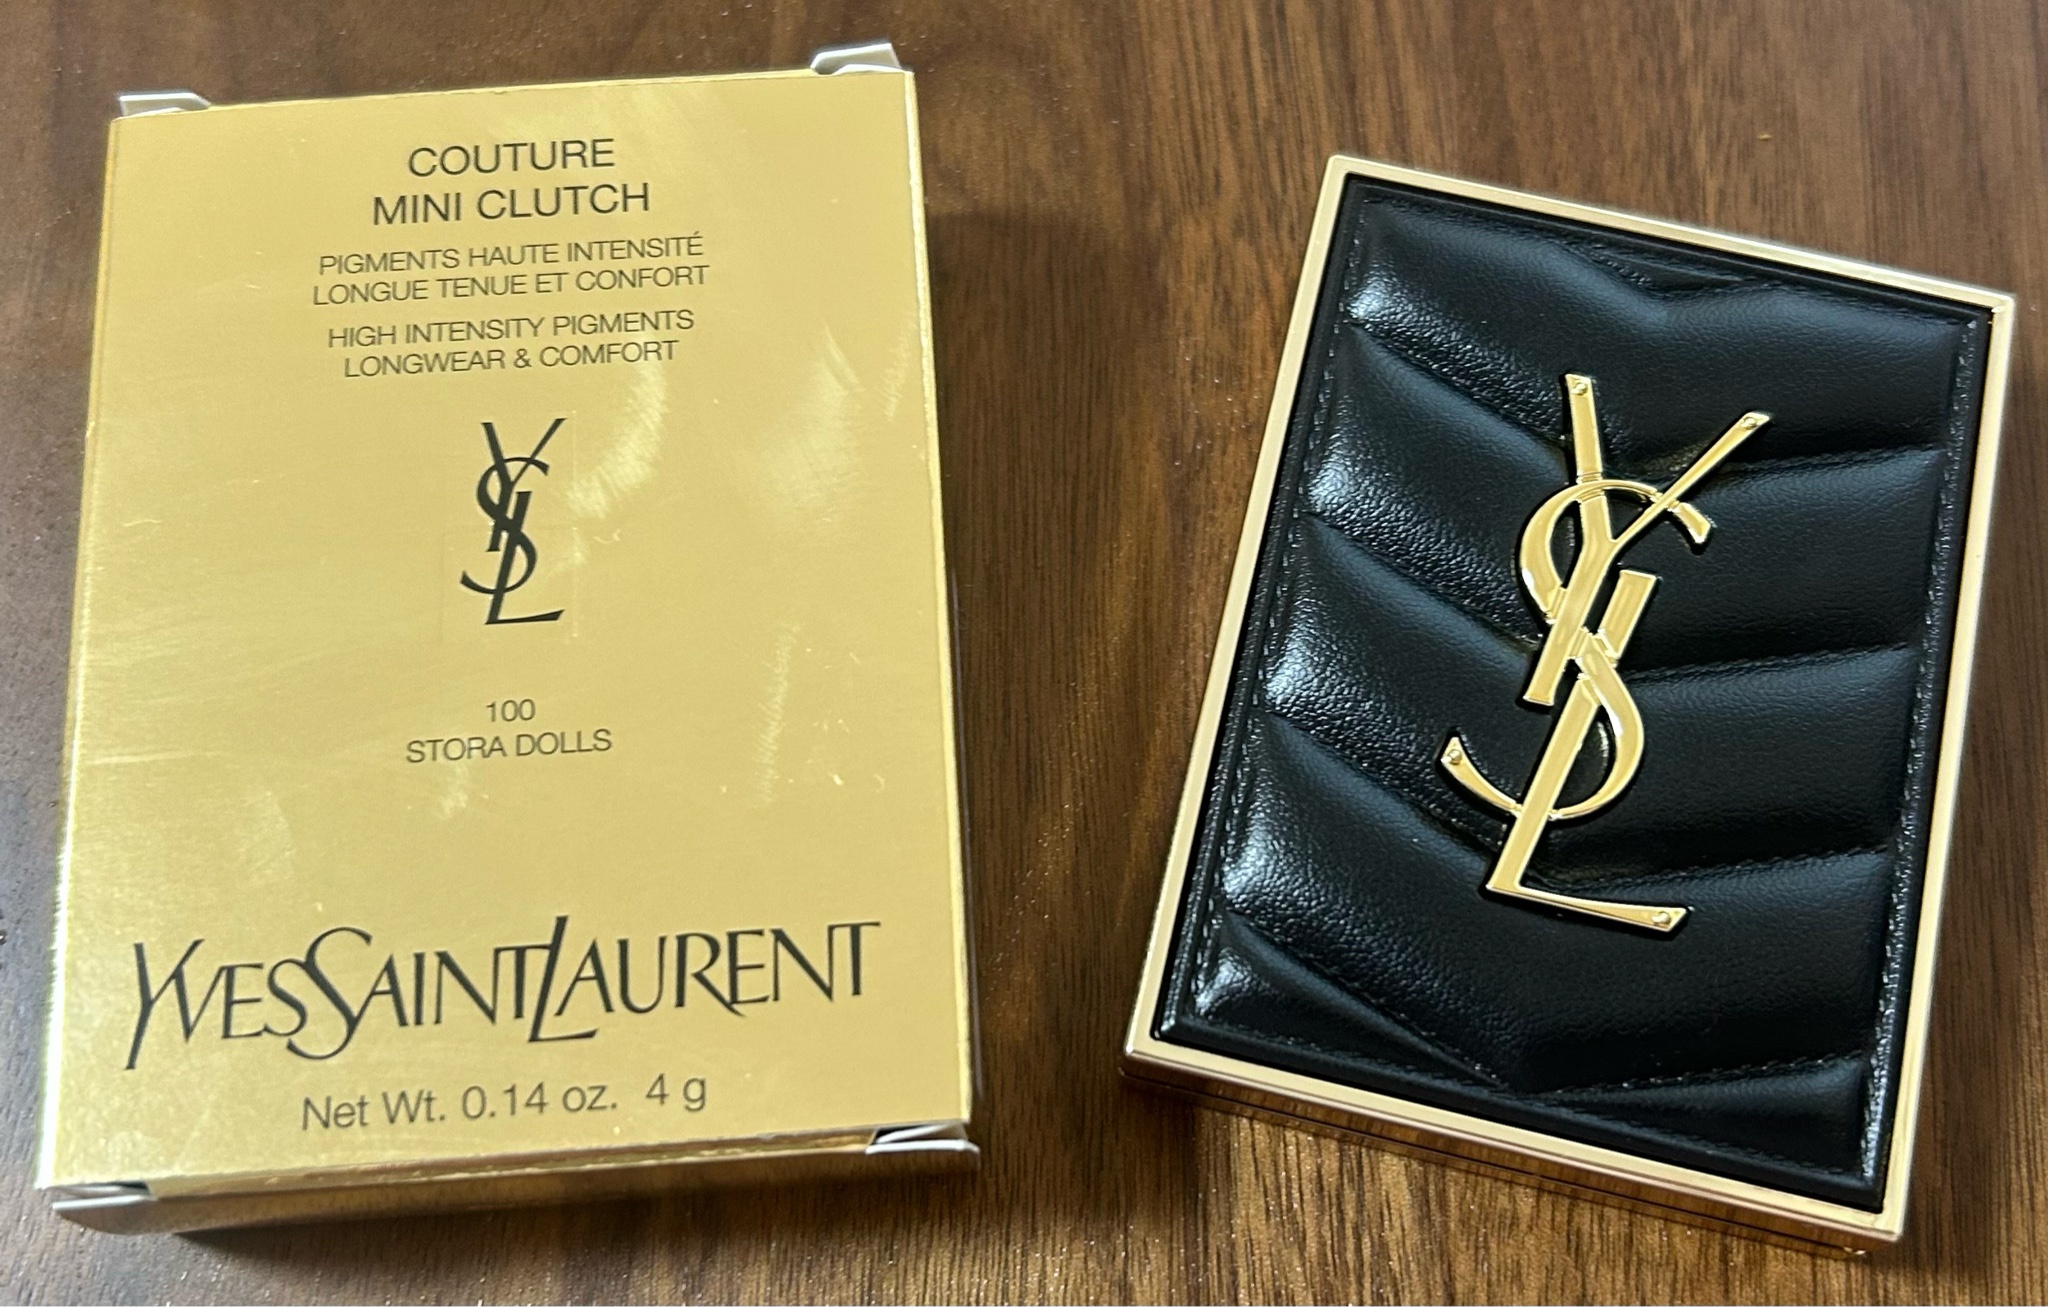 COUTURE
MINI CLUTCH
PIGMENTS HAUTE INTENSITÉ
LONGUE TENUE ET CONFORT
HIGH INTENSITY PIGMENTS
LONGWEAR & COMFORT
YSL
100
STORA DOLLS
YVESSAINTLAURENT
Net Wt. 0.14 oz. 4 g
YSL